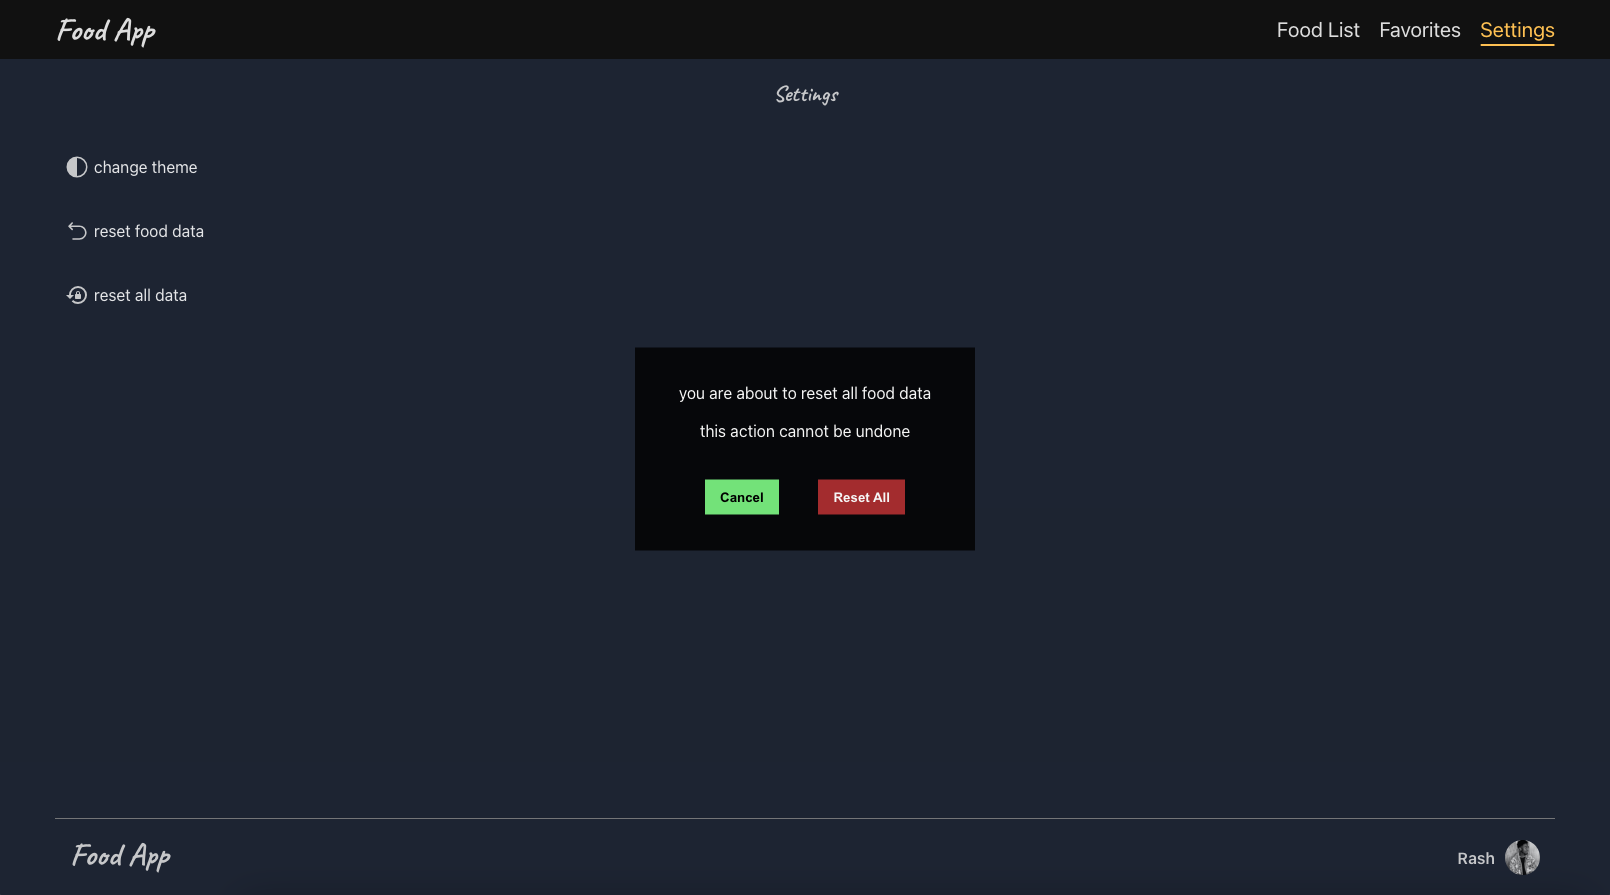 Food App
Food List Favorites Settings
Settings
change theme
reset food data
reset all data
you are about to reset all food data
this action cannot be undone
Cancel Reset All
Food App
Rash